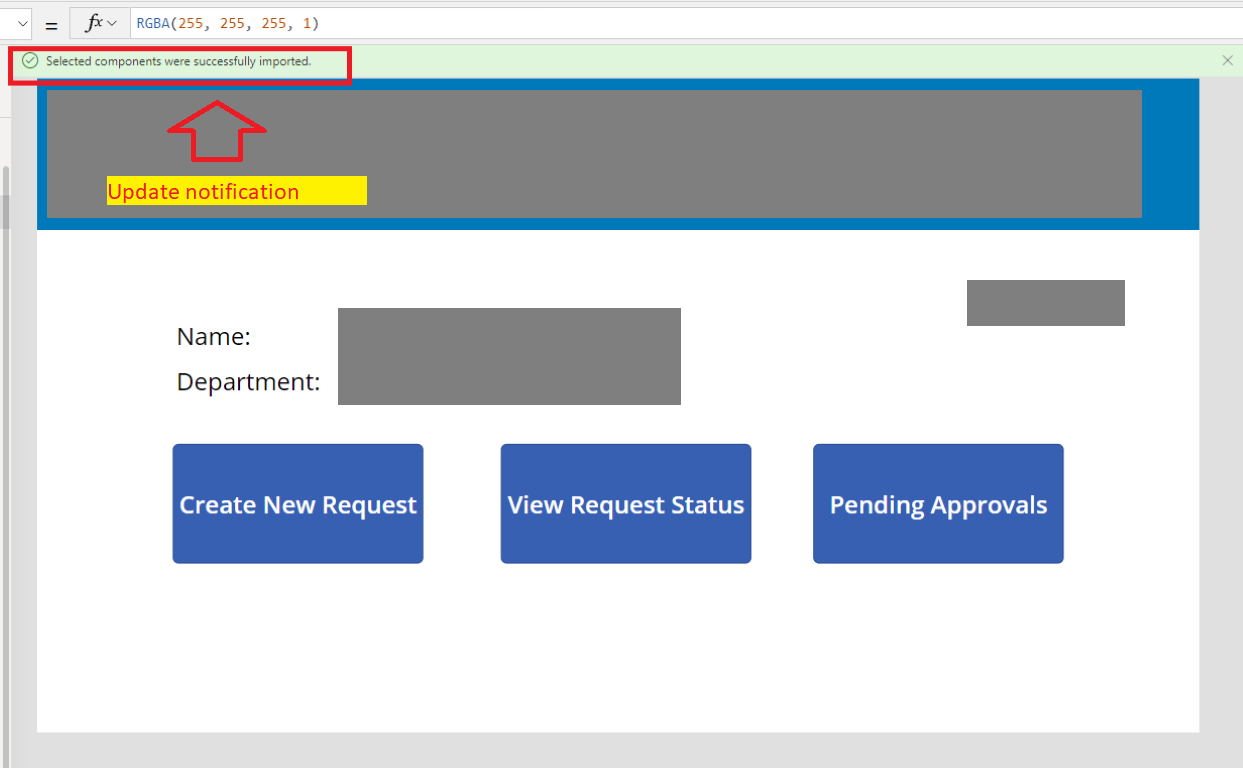 = fx RGBA(255, 255, 255, 1)
Selected components were successfully imported.
Update notification
Name:
Department:
Create New Request View Request Status Pending Approvals